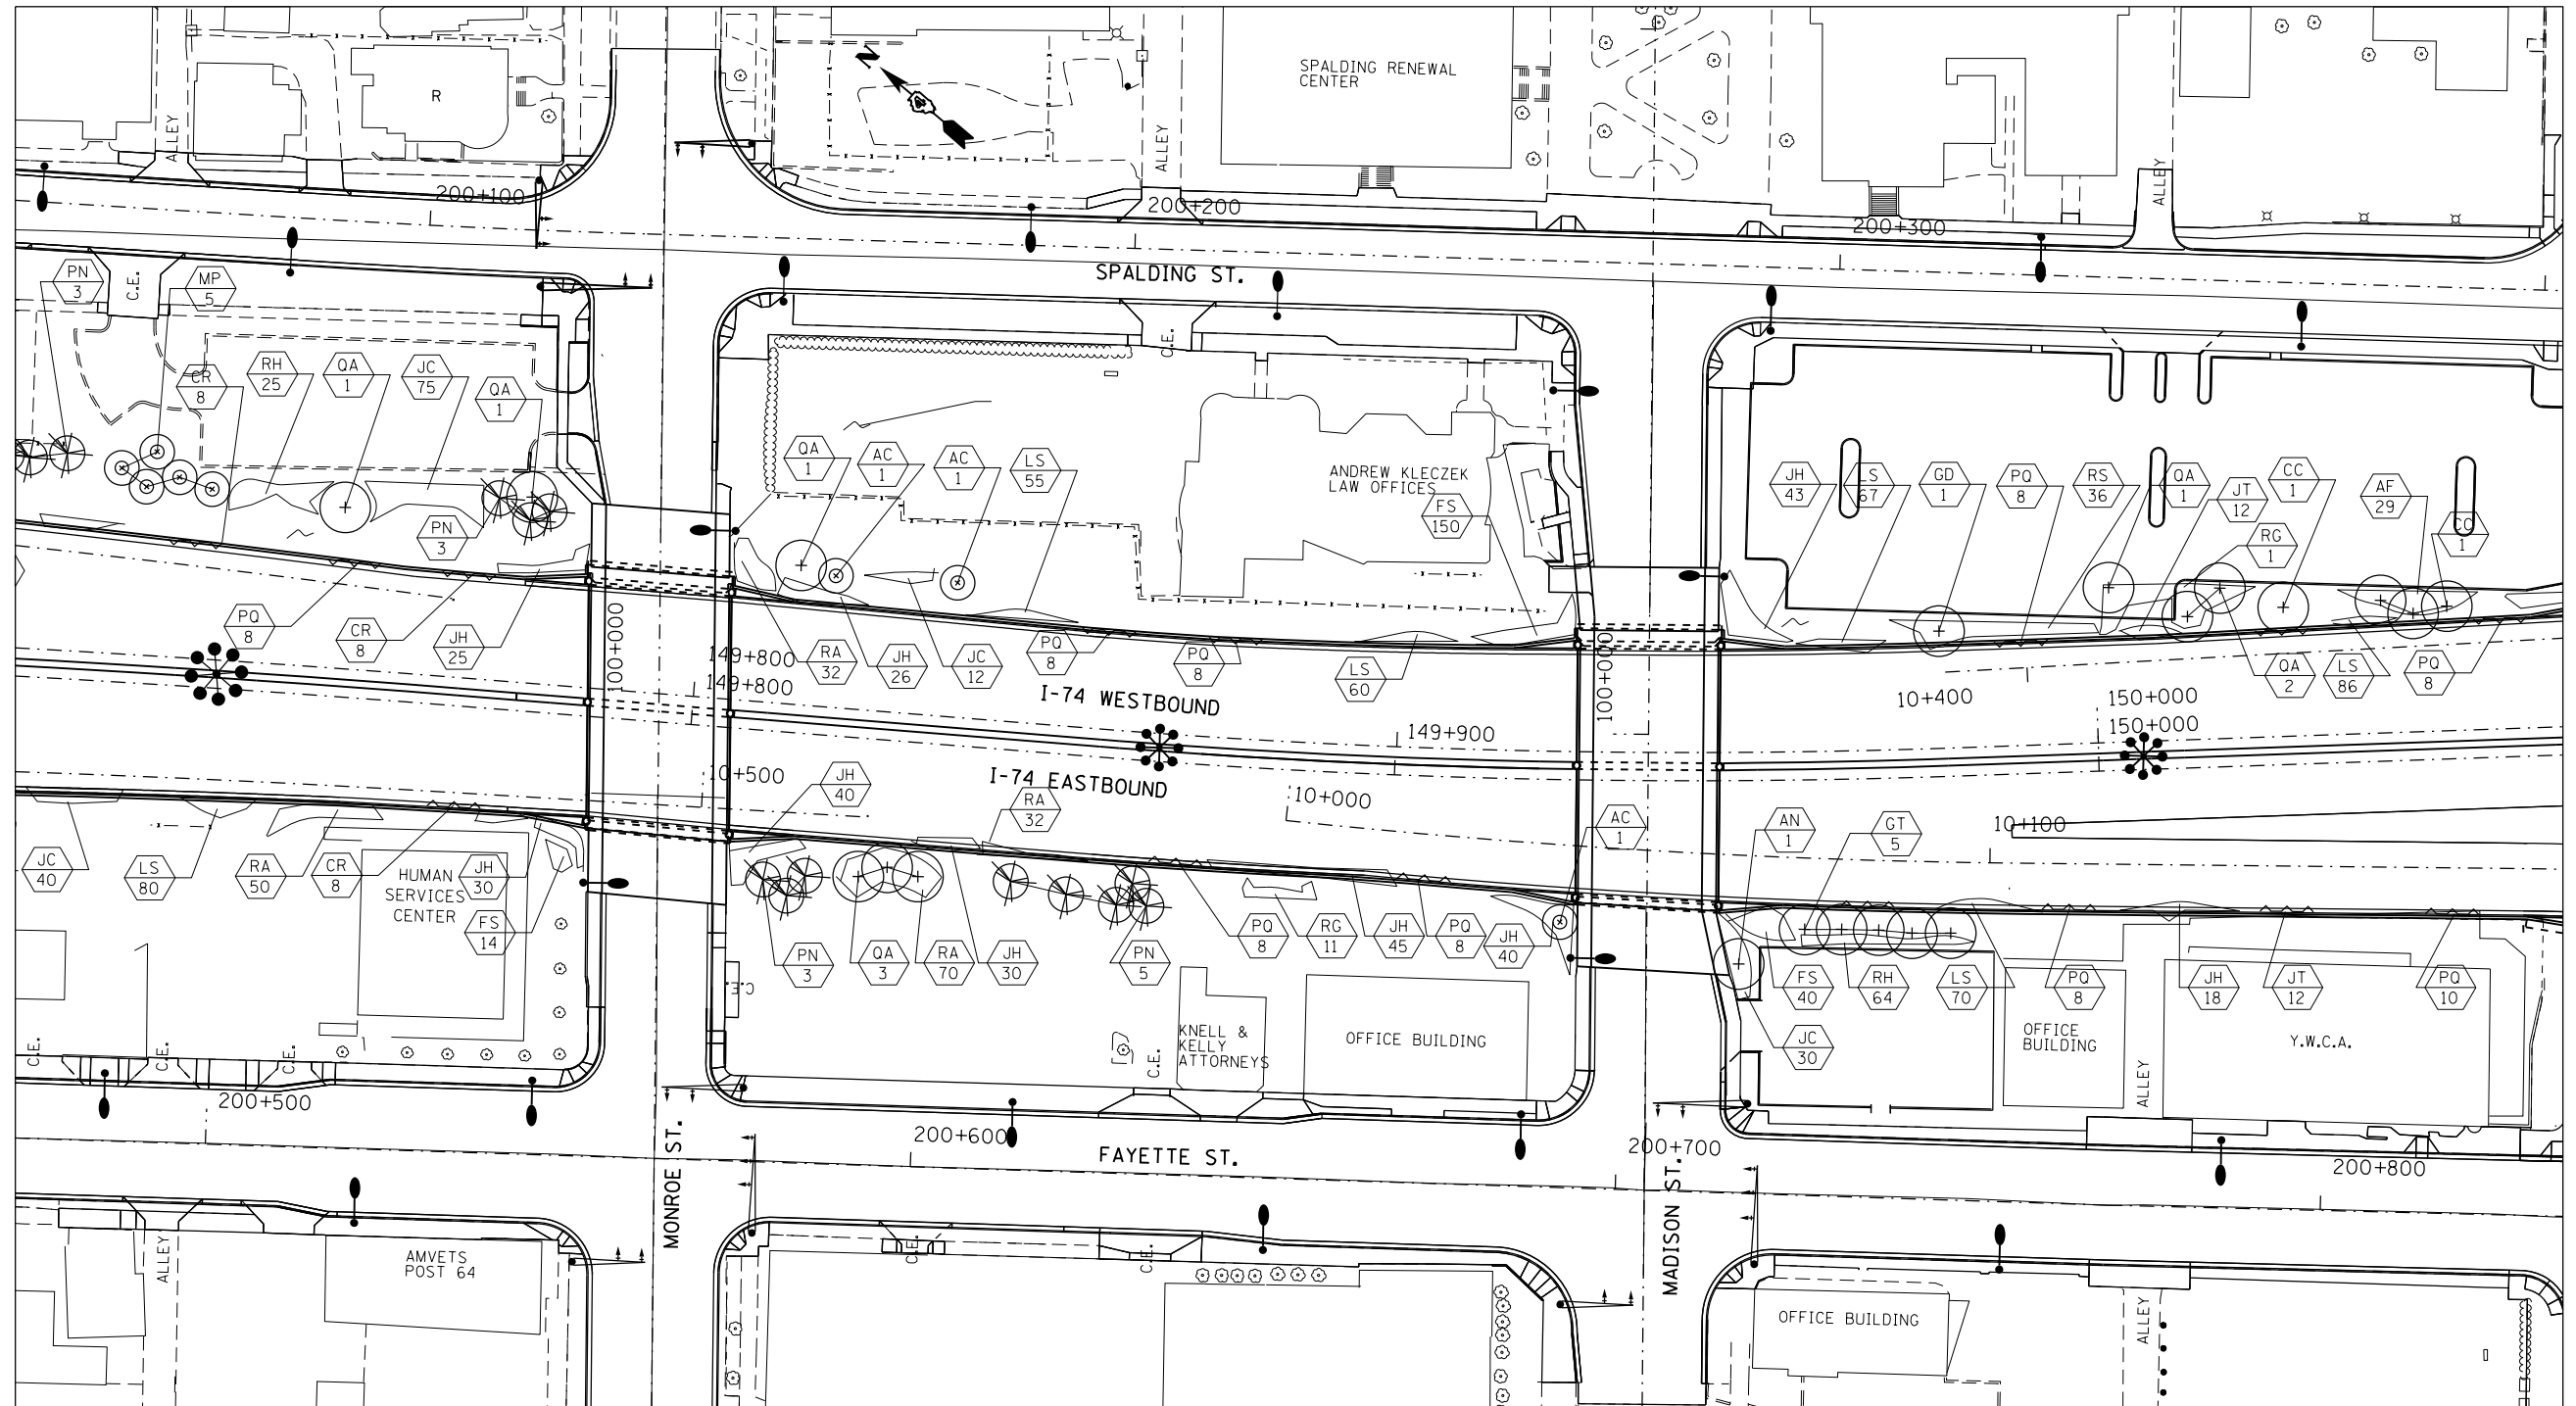 SPALDING RENEWAL
CENTER
R
N
4
ALLEY
ALLEY
ALLEY
200+100
200+200
200+300
SPALDING ST.
PN
3
C.E.
MP
5
C.E.
CR
8
RH
25
QA
1
JC
75
QA
1
PN
3
QA
1
AC
1
AC
1
LS
55
ANDREW KLECZEK
LAW OFFICES
FS
150
JH
43
LS
67
GD
1
PQ
8
RS
36
QA
1
JT
12
CC
1
RG
1
AF
29
CC
1
PQ
8
CR
8
JH
25
100+000
RA
32
JH
26
JC
12
PQ
8
PQ
8
LS
60
100+000
QA
2
LS
86
PQ
8
149+800
149+800
I-74 WESTBOUND
149+900
10+400
150+000
150+000
10+500
I-74 EASTBOUND
10+000
10+100
JH
40
RA
32
AC
1
AN
1
GT
5
JC
40
LS
80
RA
50
CR
8
JH
30
HUMAN
SERVICES
CENTER
FS
14
PN
3
QA
3
RA
70
JH
30
PN
5
PQ
8
RG
11
JH
45
PQ
8
JH
40
FS
40
RH
64
LS
70
PQ
8
JH
18
JT
12
PQ
10
JC
30
C.E.
C.E.
C.E.
C.E.
C.E.
KNELL &
KELLY
ATTORNEYS
OFFICE BUILDING
OFFICE
BUILDING
Y.W.C.A.
ALLEY
200+500
200+600
200+700
200+800
MONROE ST.
FAYETTE ST.
MADISON ST.
ALLEY
AMVETS
POST 64
C.E.
C.E.
OFFICE BUILDING
ALLEY